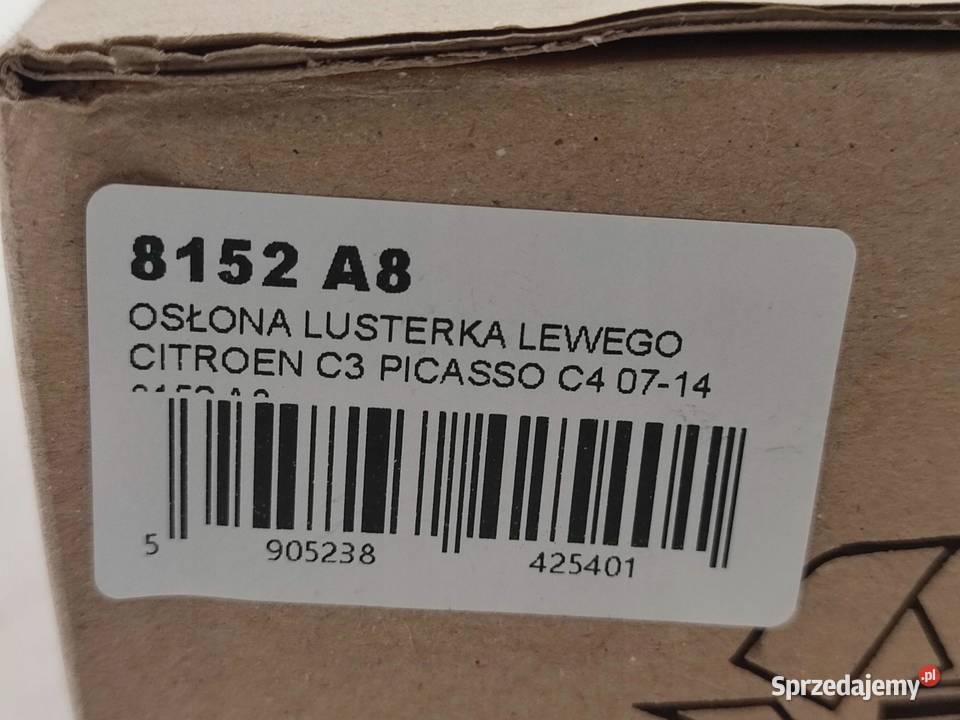 8152 A8
OSŁONA LUSTERKA LEWEGO
CITROEN C3 PICASSO C4 07-14
5 905238 425401
Sprzedajemy.pl